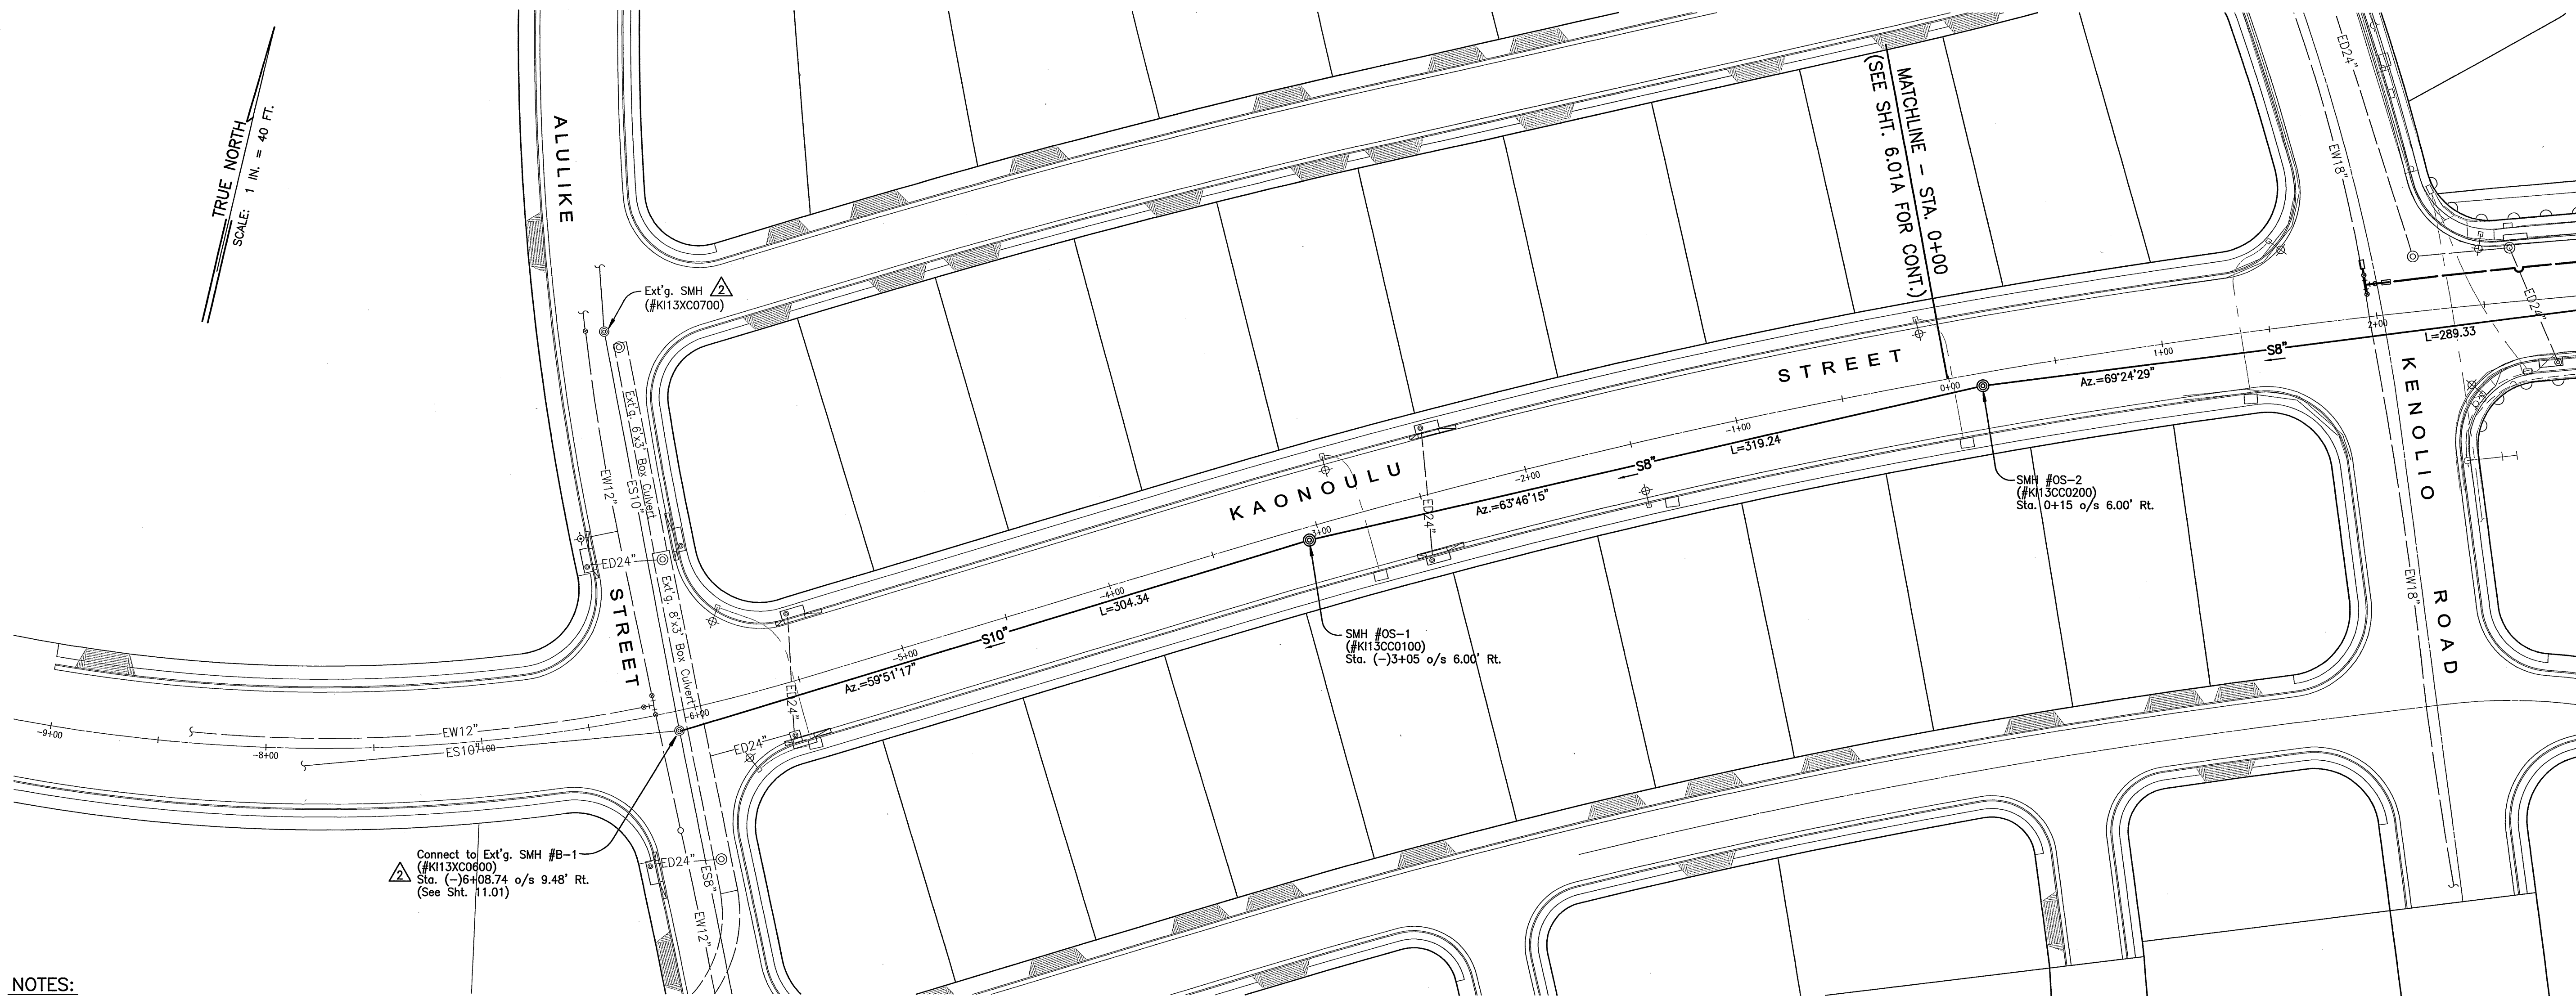 TRUE NORTH
SCALE: 1 IN. = 40 FT.
ALULIKE
STREET
Ext'g. SMH 2
(#KI13XC0700)
Ext'g. 6'x3' Box Culvert
EW12"
ES10"
ED24"
Ext'g. 8'x3' Box Culvert
MATCHLINE – STA. 0+00
(SEE SHT. 6.01A FOR CONT.)
KAONOULU
STREET
ED24"
EW18"
ED24"
KENOLIO
ROAD
EW18"
2+00
L=289.33
S8"
1+00
Az.=69°24'29"
0+00
SMH #OS-2
(#KI13CC0200)
Sta. 0+15 o/s 6.00' Rt.
-1+00
L=319.24
S8"
-2+00
Az.=63°46'15"
ED24"
-3+00
SMH #OS-1
(#KI13CC0100)
Sta. (-)3+05 o/s 6.00' Rt.
-4+00
L=304.34
S10"
-5+00
Az.=59°51'17"
ED24"
-6+00
ED24"
EW12"
ES10"
-7+00
-8+00
-9+00
Connect to Ext'g. SMH #B-1
(#KI13XC0600)
2 Sta. (-)6+08.74 o/s 9.48' Rt.
(See Sht. 11.01)
ED24"
ES8"
EW12"
NOTES: